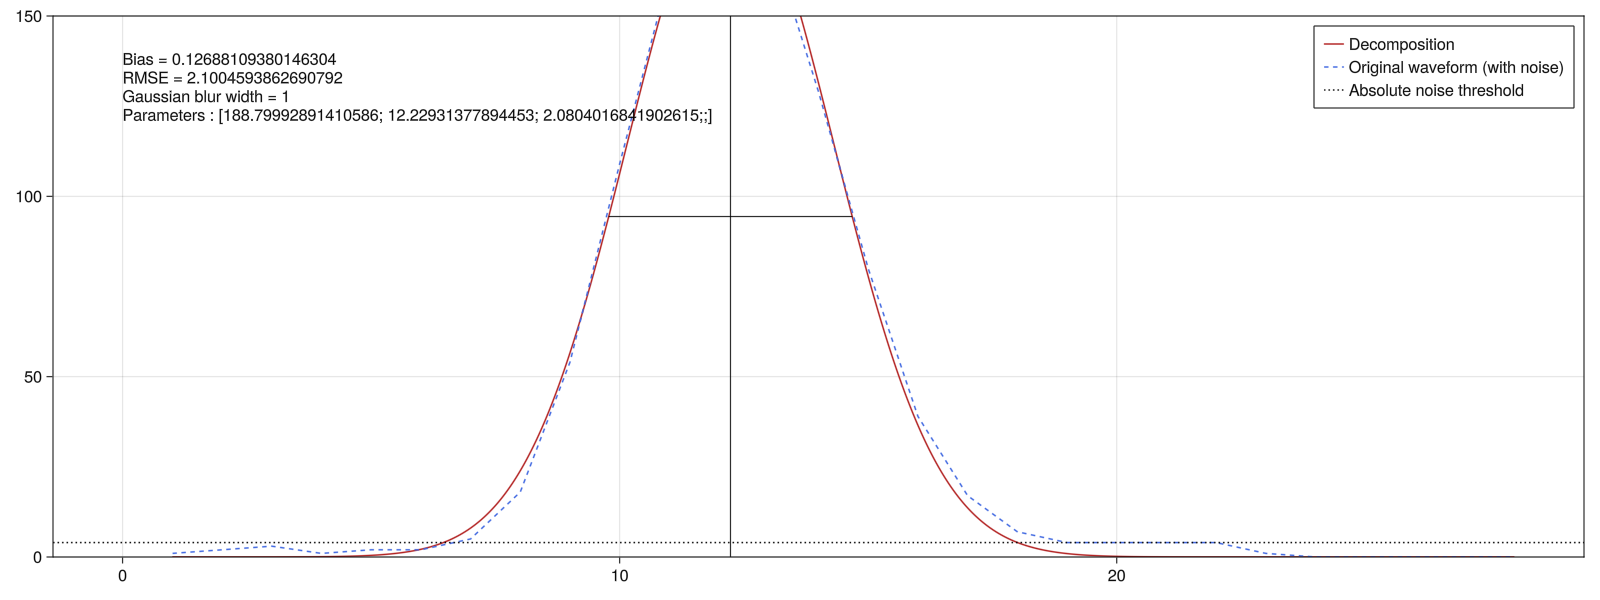 150
100
50
0
0
10
20
Bias = 0.12688109380146304
RMSE = 2.1004593862690792
Gaussian blur width = 1
Parameters : [188.79992891410586; 12.22931377894453; 2.0804016841902615;;]
Decomposition
Original waveform (with noise)
Absolute noise threshold